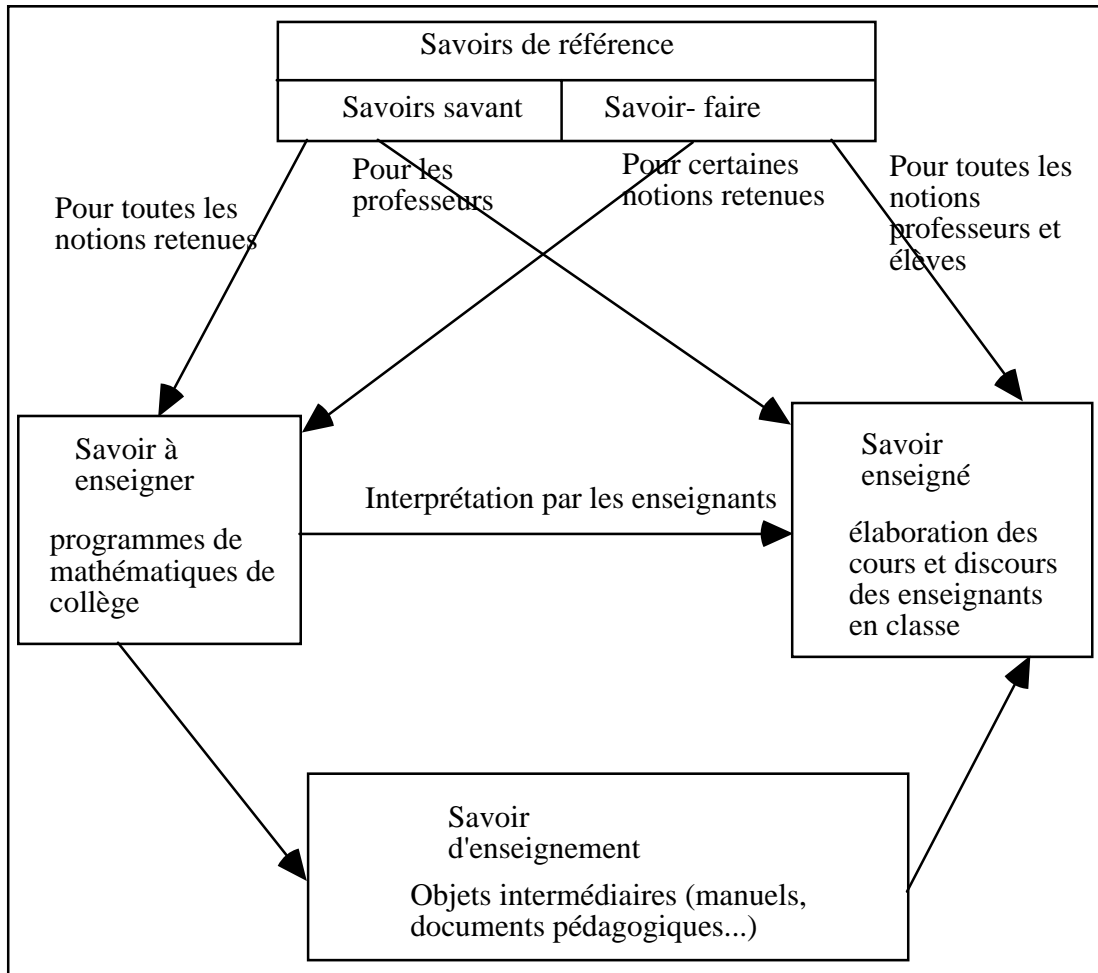 Savoirs de référence
Savoirs savant
Savoir- faire
Pour toutes les
notions retenues
Pour les
professeurs
Pour certaines
notions retenues
Pour toutes les
notions
professeurs et
élèves
Savoir à
enseigner
programmes de
mathématiques de
collège
Interprétation par les enseignants
Savoir
enseigné
élaboration des
cours et discours
des enseignants
en classe
Savoir
d'enseignement
Objets intermédiaires (manuels,
documents pédagogiques...)